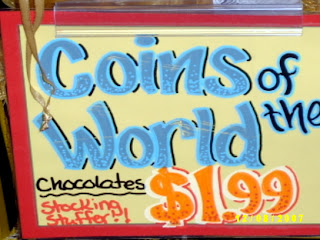 Coins of the
World
Chocolates $1.99
Stocking
Stuffer!